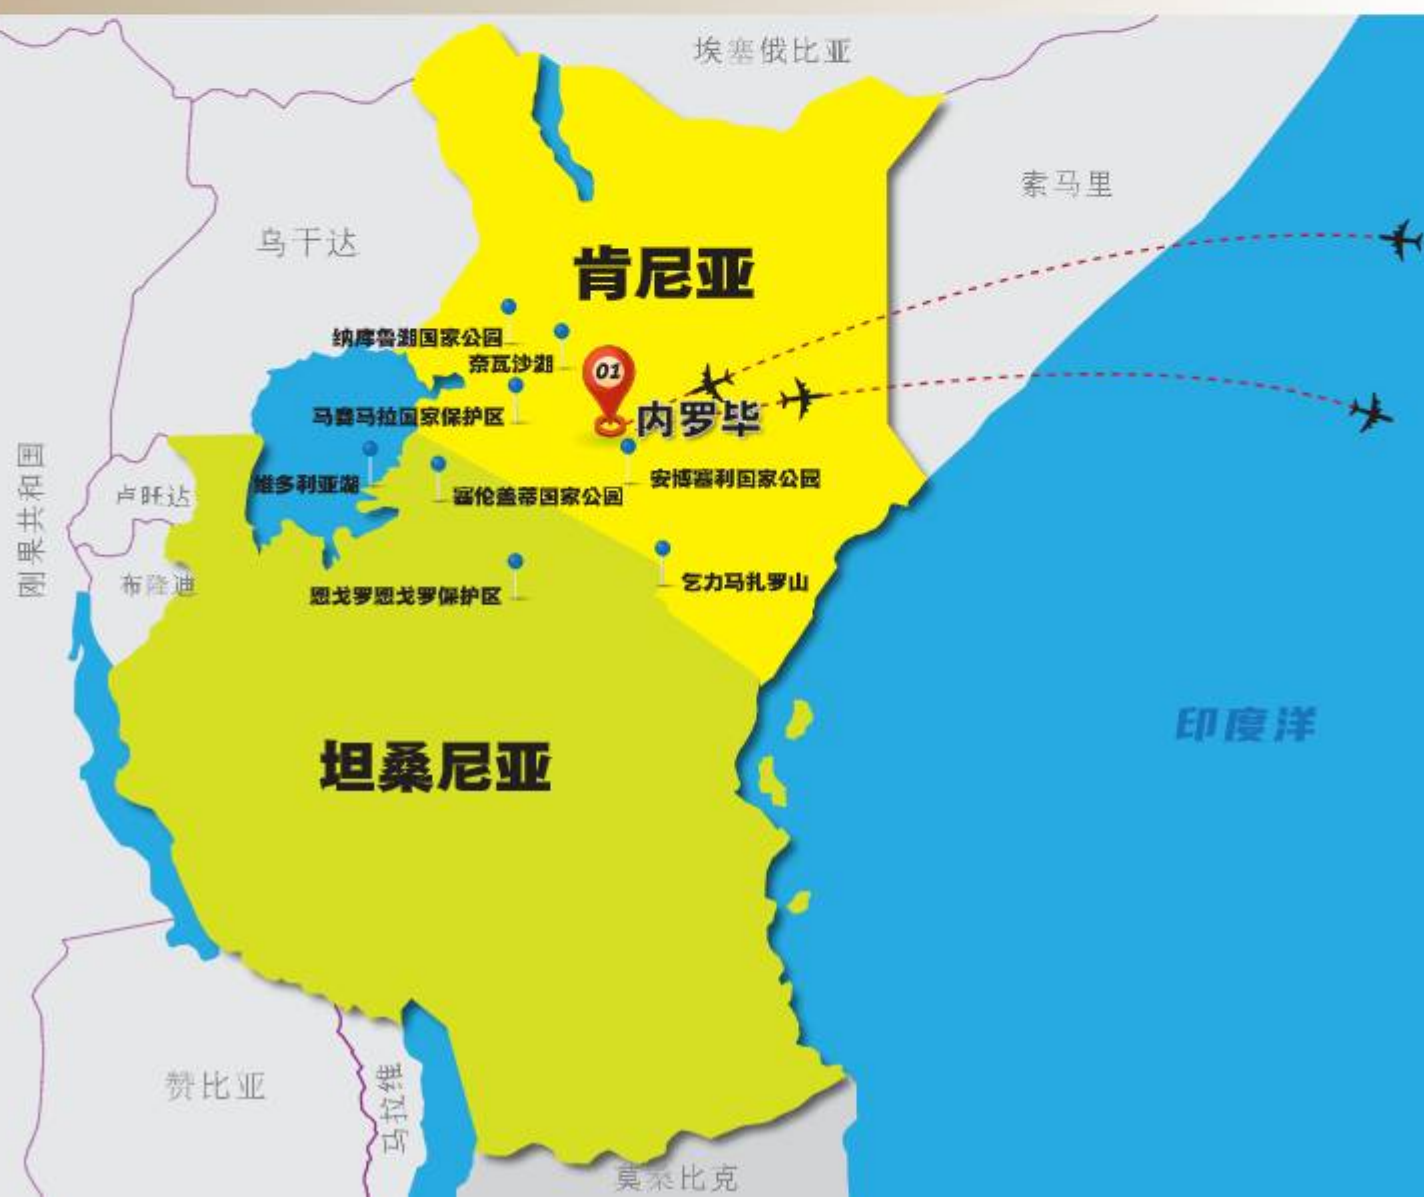 埃塞俄比亚
索马里
乌干达
肯尼亚
纳库鲁湖国家公园
奈瓦沙湖
01
马赛马拉国家保护区
内罗毕
安博塞利国家公园
维多利亚湖
塞伦盖蒂国家公园
刚果共和国
卢旺达
布隆迪
乞力马扎罗山
恩戈罗恩戈罗保护区
印度洋
坦桑尼亚
赞比亚
马拉维
莫桑比克